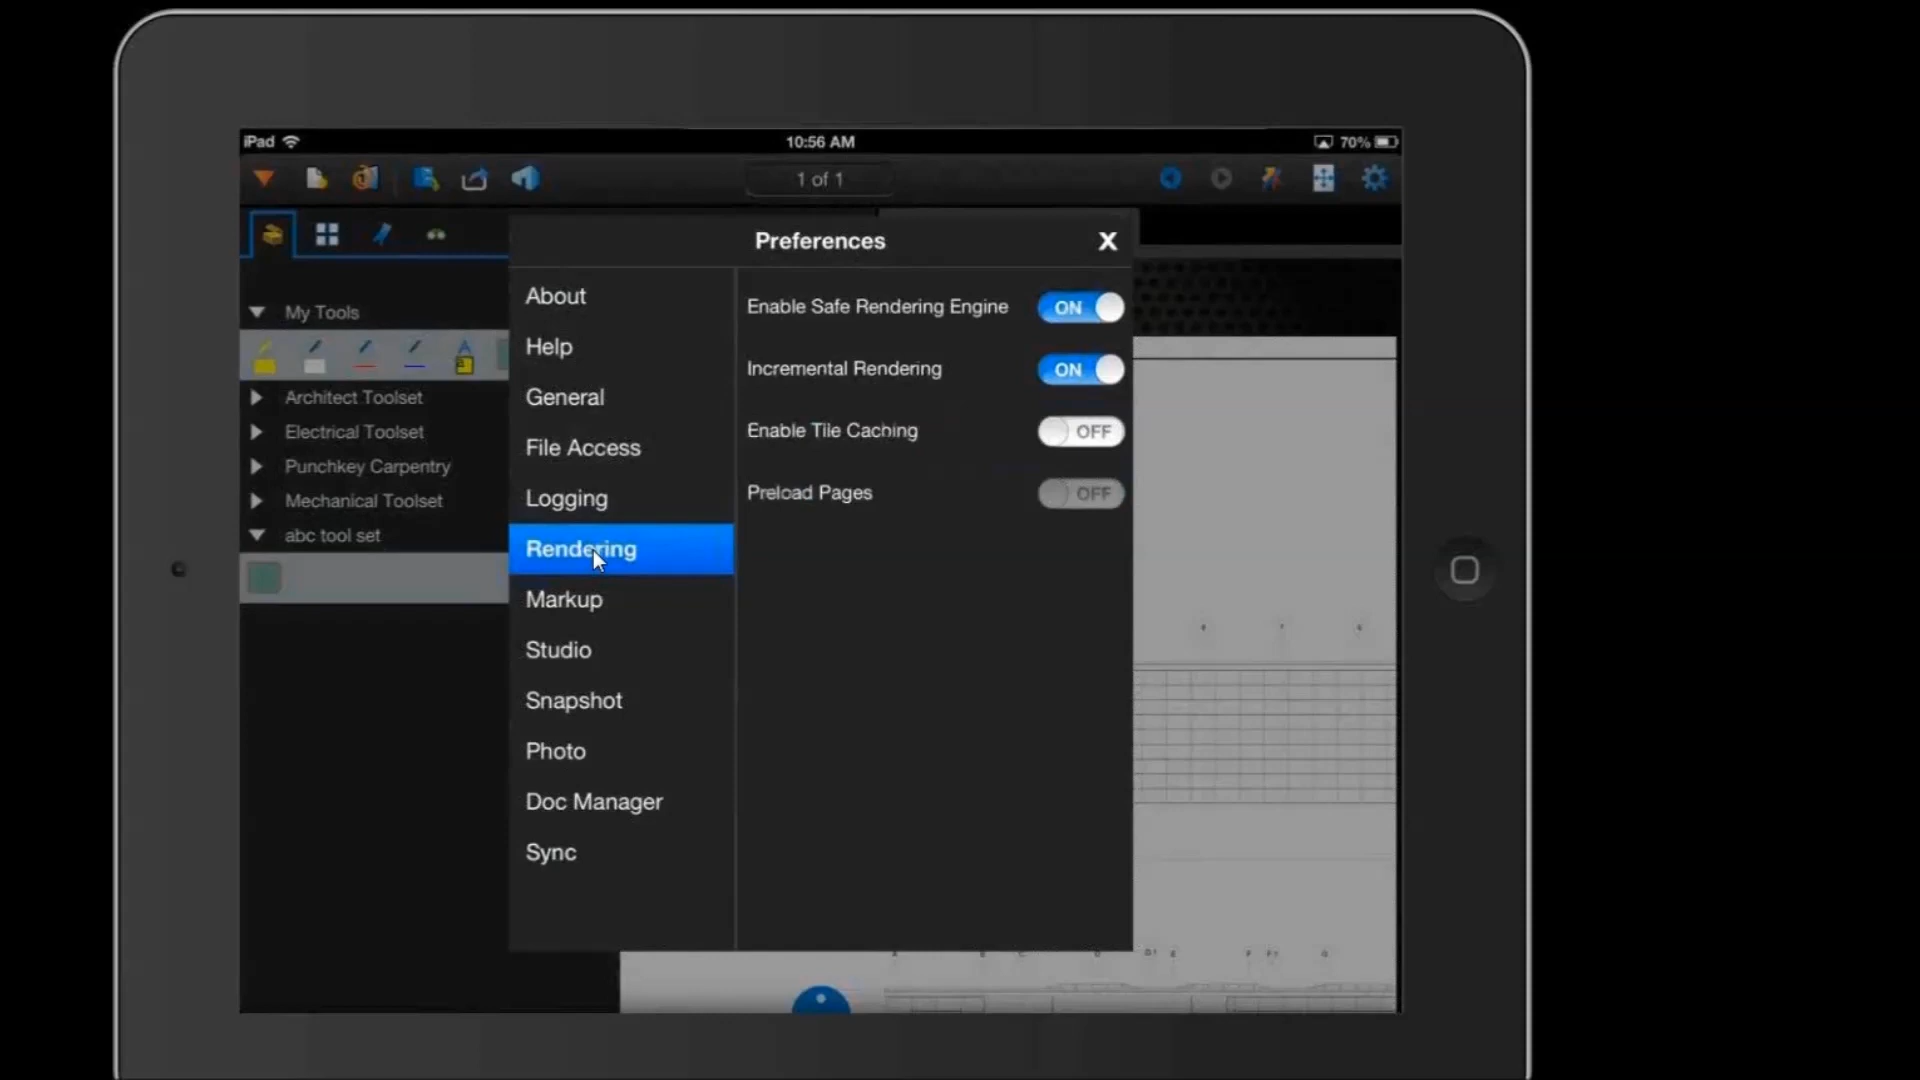 iPad
10:56 AM
70%
1 of 1
Preferences
X
My Tools
Architect Toolset
Electrical Toolset
Punchkey Carpentry
Mechanical Toolset
abc tool set
About
Help
General
File Access
Logging
Rendering
Markup
Studio
Snapshot
Photo
Doc Manager
Sync
Enable Safe Rendering Engine
ON
Incremental Rendering
ON
Enable Tile Caching
OFF
Preload Pages
OFF